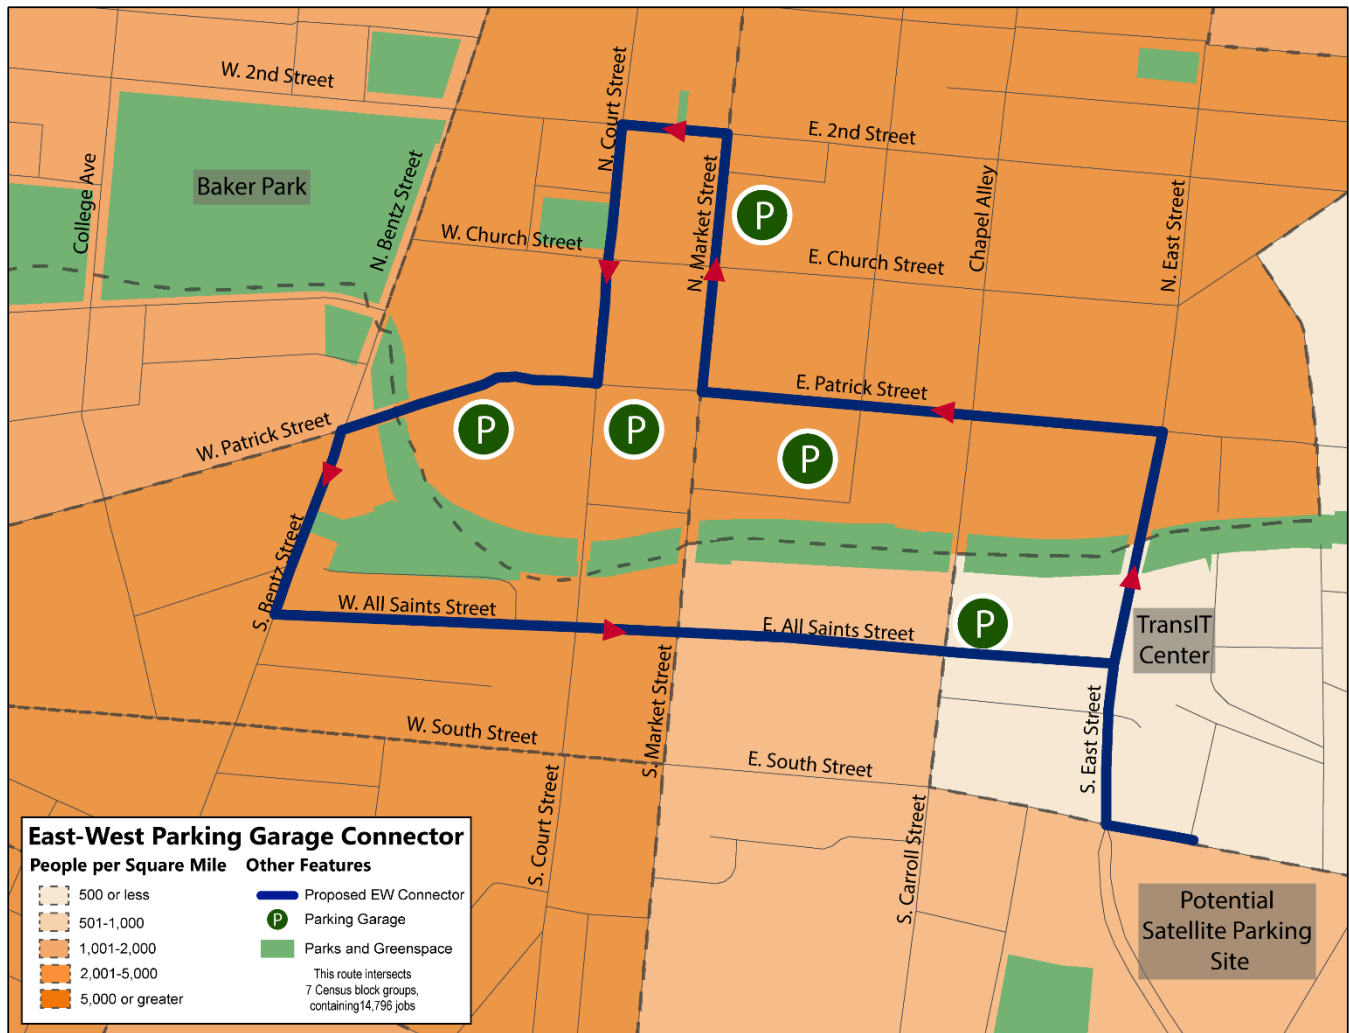 W. 2nd Street
N. Court Street
E. 2nd Street
College Ave
Baker Park
N. Bentz Street
W. Church Street
N. Market Street
P
E. Church Street
Chapel Alley
N. East Street
W. Patrick Street
P
P
E. Patrick Street
P
S. Bentz Street
W. All Saints Street
E. All Saints Street
P
TransIT
Center
W. South Street
S. Market Street
E. South Street
S. East Street
S. Court Street
S. Carroll Street
Potential
Satellite Parking
Site
East-West Parking Garage Connector
People per Square Mile
500 or less
501-1,000
1,001-2,000
2,001-5,000
5,000 or greater
Other Features
Proposed EW Connector
P
Parking Garage
Parks and Greenspace
This route intersects
7 Census block groups,
containing14,796 jobs